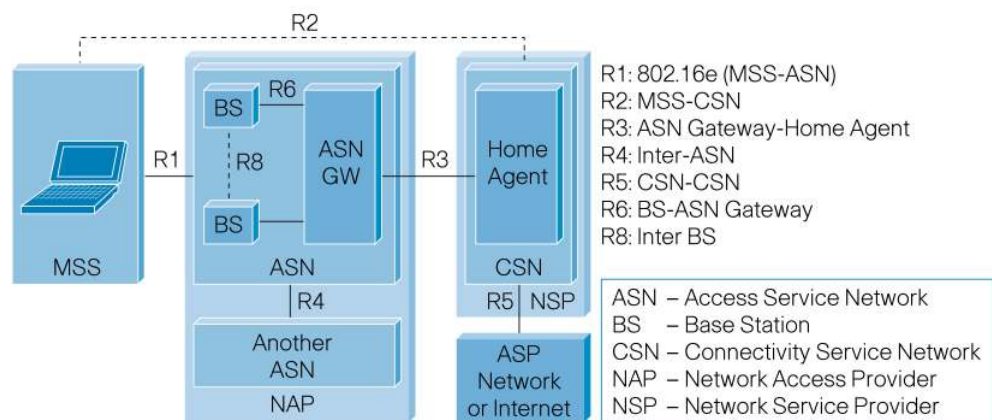 R2
MSS
R1
BS
R6
R8
BS
ASN
GW
ASN
R4
Another
ASN
NAP
R3
Home
Agent
CSN
R5
NSP
ASP
Network
or Internet
R1: 802.16e (MSS-ASN)
R2: MSS-CSN
R3: ASN Gateway-Home Agent
R4: Inter-ASN
R5: CSN-CSN
R6: BS-ASN Gateway
R8: Inter BS
ASN – Access Service Network
BS – Base Station
CSN – Connectivity Service Network
NAP – Network Access Provider
NSP – Network Service Provider